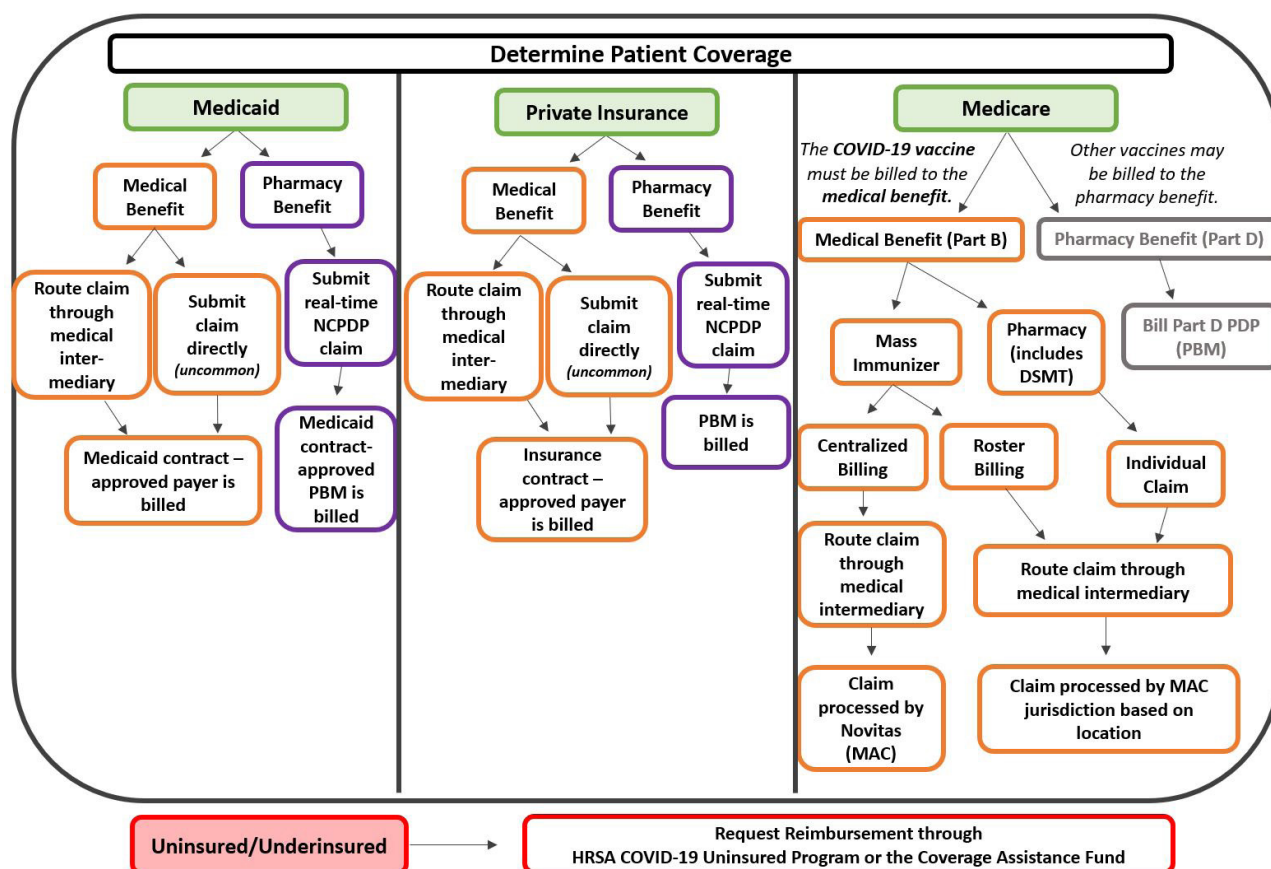 Determine Patient Coverage
Medicaid
Medical
Benefit
Pharmacy
Benefit
Route claim
through
medical
inter-
mediary
Submit
claim
directly
(uncommon)
Submit
real-time
NCPDP
claim
Medicaid contract –
approved payer is
billed
Medicaid
contract-
approved
PBM is
billed
Private Insurance
Medical
Benefit
Pharmacy
Benefit
Route claim
through
medical
inter-
mediary
Submit
claim
directly
(uncommon)
Submit
real-time
NCPDP
claim
Insurance
contract –
approved payer
is billed
PBM is
billed
Medicare
The COVID-19 vaccine
must be billed to the
medical benefit.
Other vaccines may
be billed to the
pharmacy benefit.
Medical Benefit (Part B)
Pharmacy Benefit (Part D)
Mass
Immunizer
Pharmacy
(includes
DSMT)
Bill Part D PDP
(PBM)
Centralized
Billing
Roster
Billing
Individual
Claim
Route claim
through
medical
intermediary
Route claim through
medical intermediary
Claim
processed by
Novitas
(MAC)
Claim processed by MAC
jurisdiction based on
location
Uninsured/Underinsured
Request Reimbursement through
HRSA COVID-19 Uninsured Program or the Coverage Assistance Fund